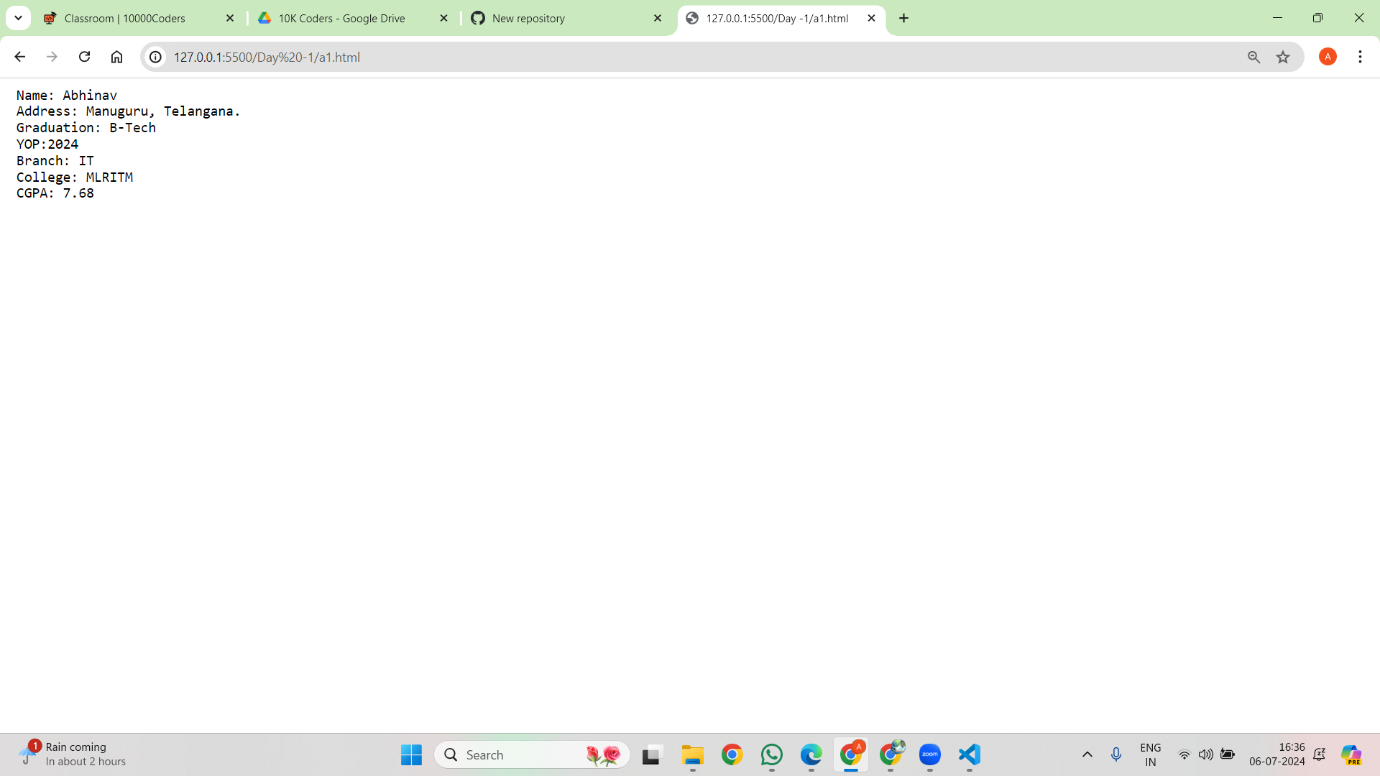 Classroom | 10000Coders
10K Coders - Google Drive
New repository
127.0.0.1:5500/Day -1/a1.html
127.0.0.1:5500/Day%20-1/a1.html
A
Name: Abhinav
Address: Manuguru, Telangana.
Graduation: B-Tech
YOP:2024
Branch: IT
College: MLRITM
CGPA: 7.68
1
Rain coming
In about 2 hours
Search
A
zoom
ENG
IN
16:36
06-07-2024
PRE